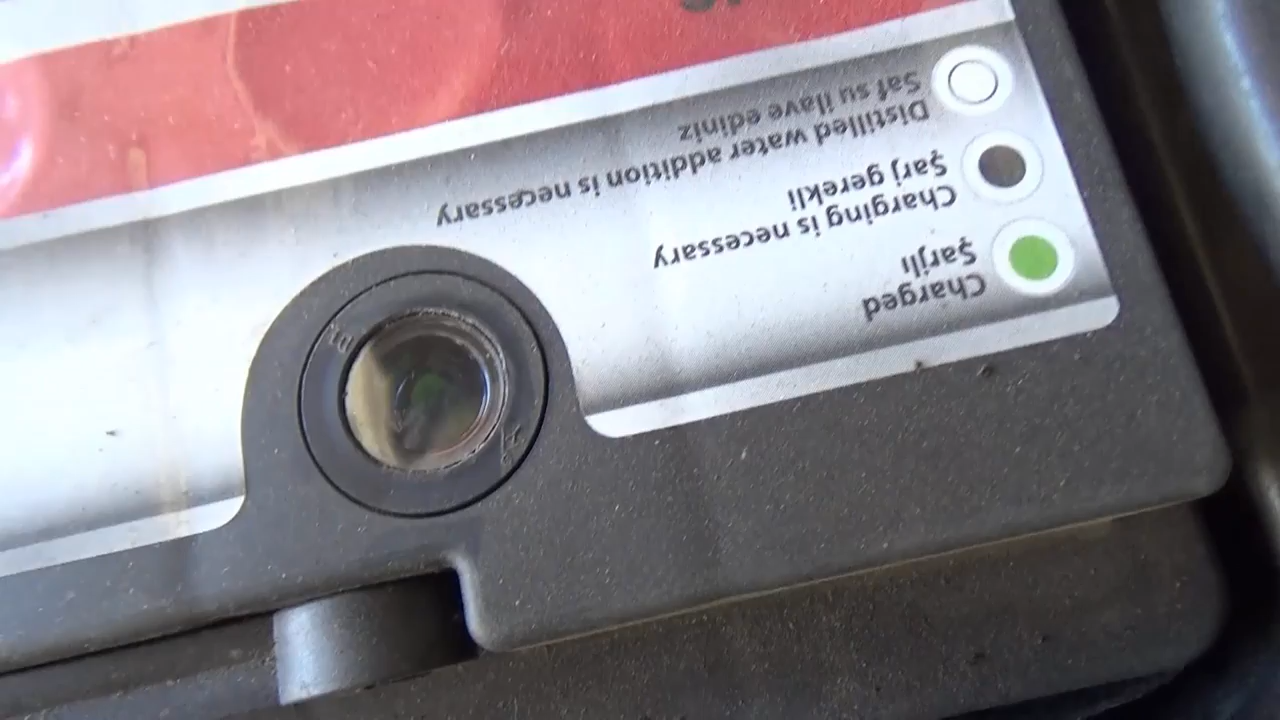 Charged
Şarjlı
Charging is necessary
Şarj gerekli
Distilled water addition is necessary
Saf su ilave ediniz